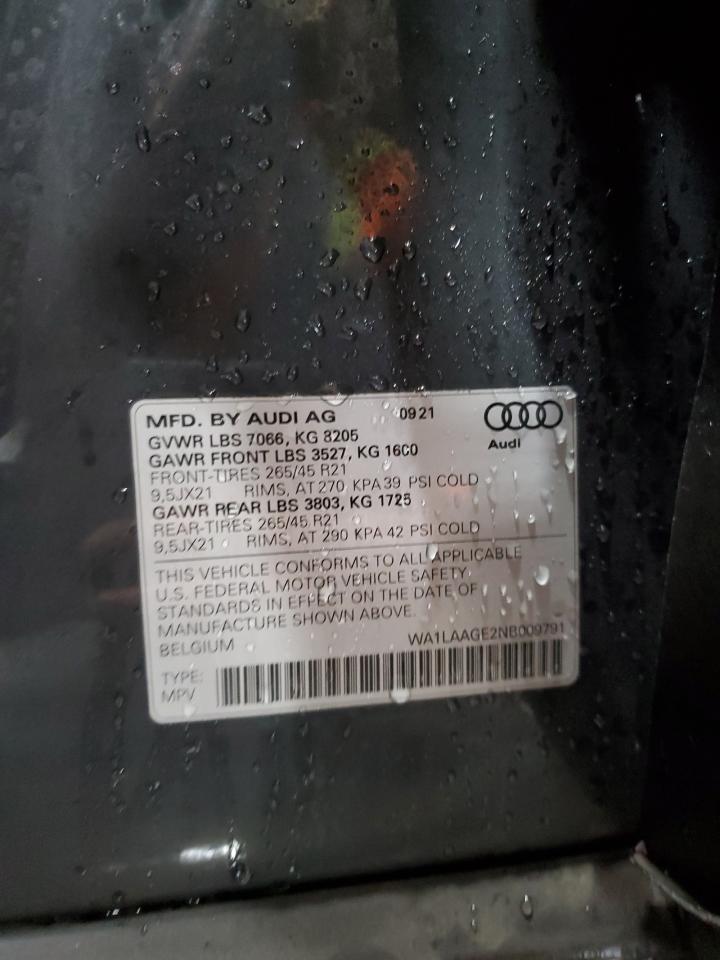 MFD. BY AUDI AG 09 21
Audi
GVWR LBS 7066, KG 3205
GAWR FRONT LBS 3527, KG 1600
FRONT-TIRES 265/45 R21
9,5JX21 RIMS, AT 270 KPA 39 PSI COLD
GAWR REAR LBS 3803, KG 1725
REAR-TIRES 265/45 R21
9,5JX21 RIMS, AT 290 KPA 42 PSI COLD
THIS VEHICLE CONFORMS TO ALL APPLICABLE
U.S. FEDERAL MOTOR VEHICLE SAFETY
STANDARDS IN EFFECT ON THE DATE OF
MANUFACTURE SHOWN ABOVE.
BELGIUM WA1LAAGE2NB009791
TYPE:
MPV